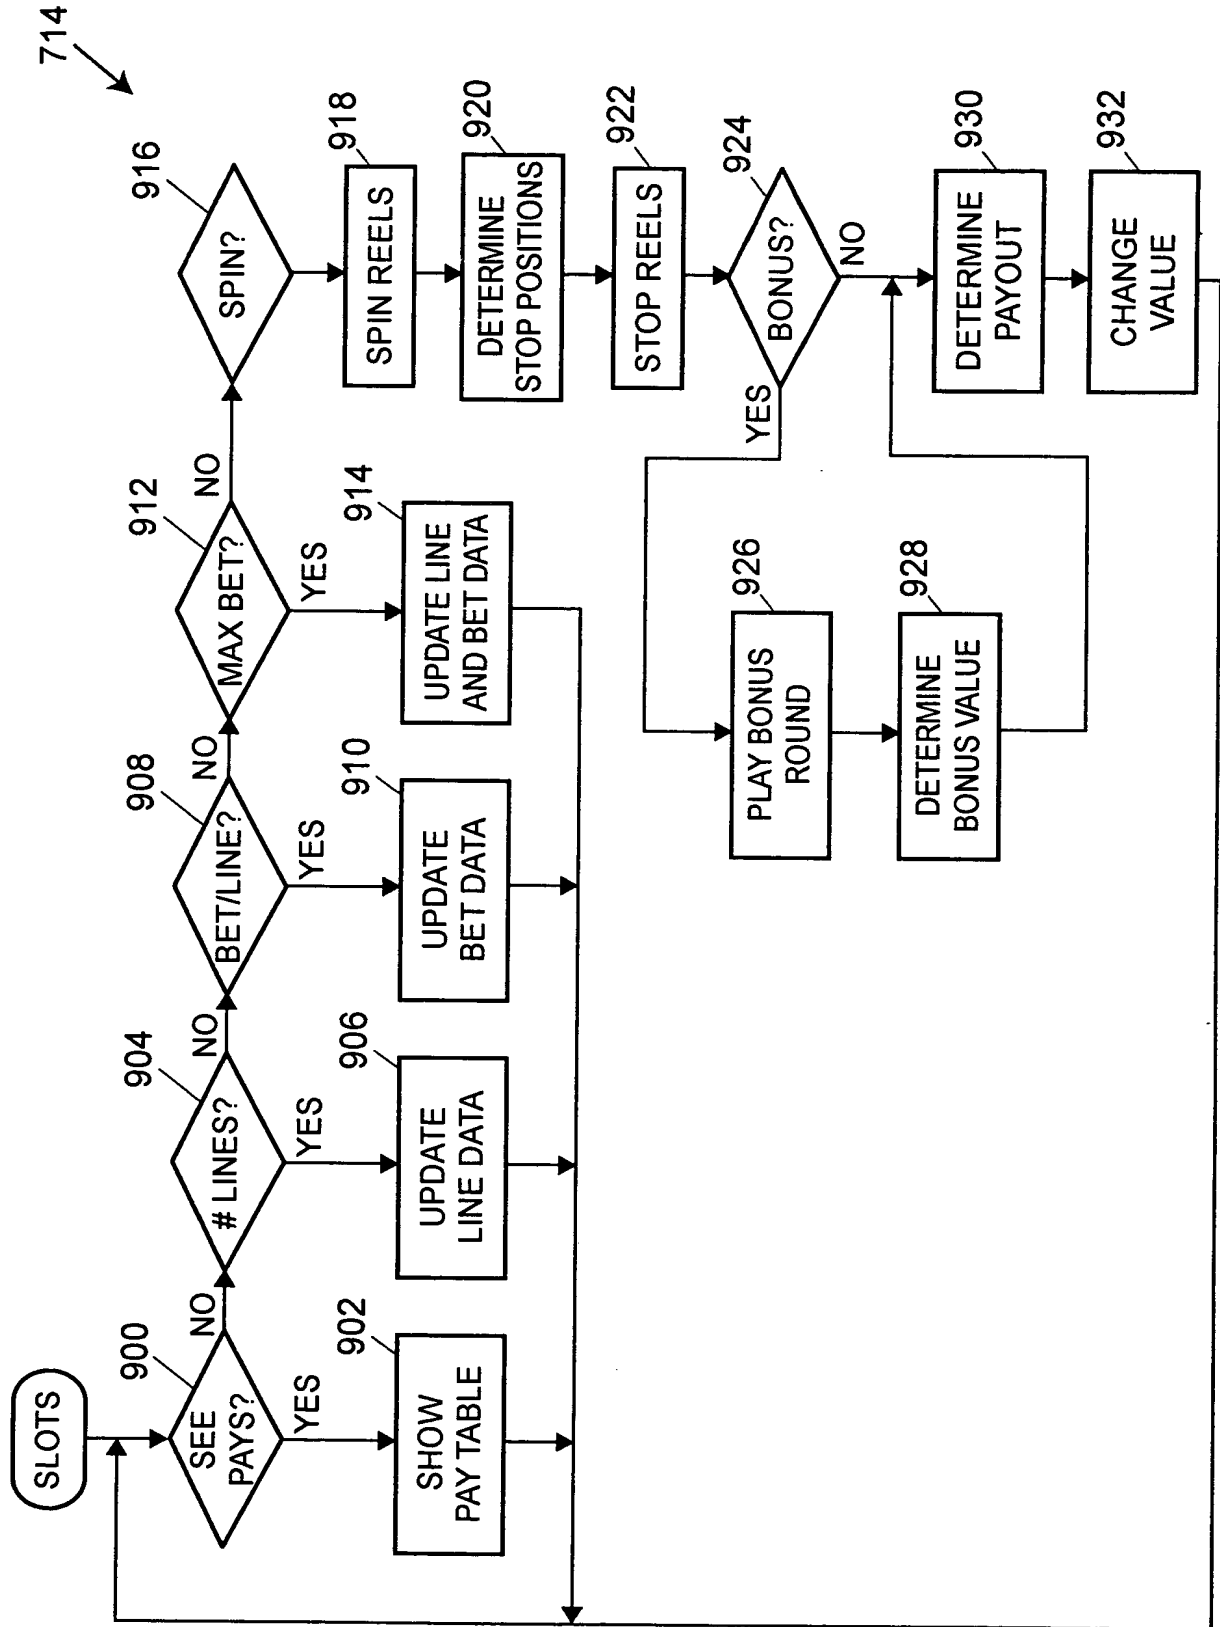 714
SLOTS
900
SEE
PAYS?
NO
YES
902
SHOW
PAY TABLE
904
# LINES?
NO
YES
906
UPDATE
LINE DATA
908
BET/LINE?
NO
YES
910
UPDATE
BET DATA
912
MAX BET?
NO
YES
914
UPDATE LINE
AND BET DATA
916
SPIN?
918
SPIN REELS
920
DETERMINE
STOP POSITIONS
922
STOP REELS
924
BONUS?
YES
NO
926
PLAY BONUS
ROUND
928
DETERMINE
BONUS VALUE
930
DETERMINE
PAYOUT
932
CHANGE
VALUE